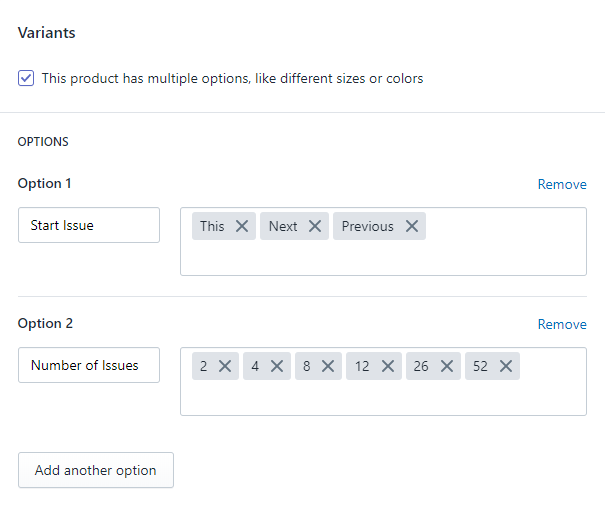 Variants
This product has multiple options, like different sizes or colors
OPTIONS
Option 1 Remove
Start Issue This Next Previous
Option 2 Remove
Number of Issues 2 4 8 12 26 52
Add another option